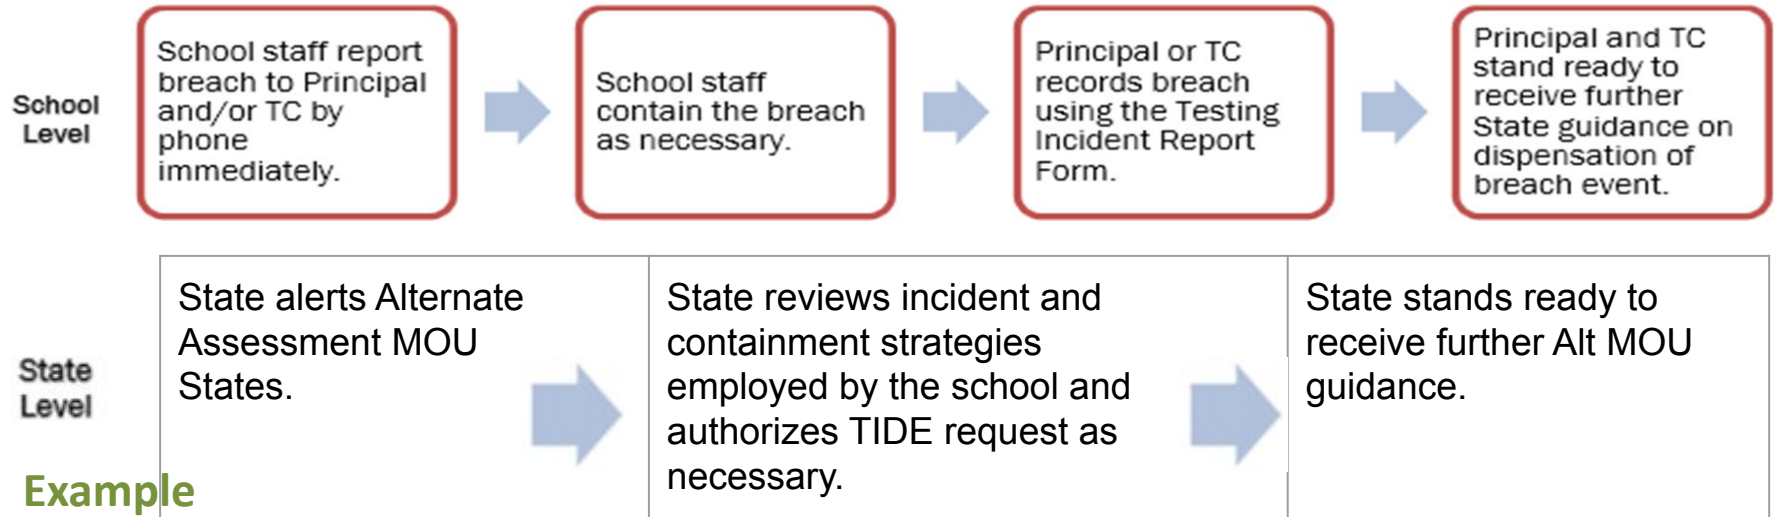 School
Level
School staff report
breach to Principal
and/or TC by
phone
immediately.
School staff
contain the breach
as necessary.
Principal or TC
records breach
using the Testing
Incident Report
Form.
Principal and TC
stand ready to
receive further
State guidance on
dispensation of
breach event.
State
Level
State alerts Alternate
Assessment MOU
States.
State reviews incident and
containment strategies
employed by the school and
authorizes TIDE request as
necessary.
State stands ready to
receive further Alt MOU
guidance.
Example